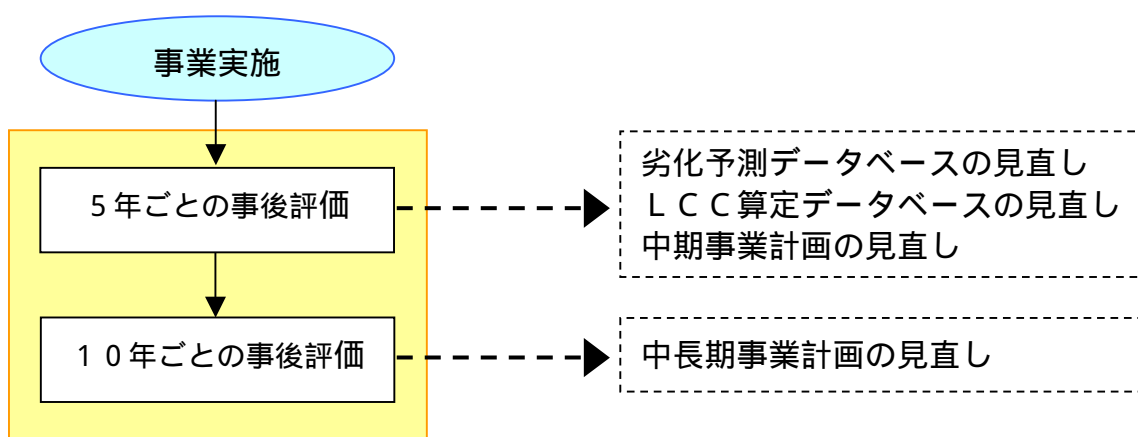 事業実施
5年ごとの事後評価
劣化予測データベースの見直し
ＬＣＣ算定データベースの見直し
中期事業計画の見直し
１０年ごとの事後評価
中長期事業計画の見直し